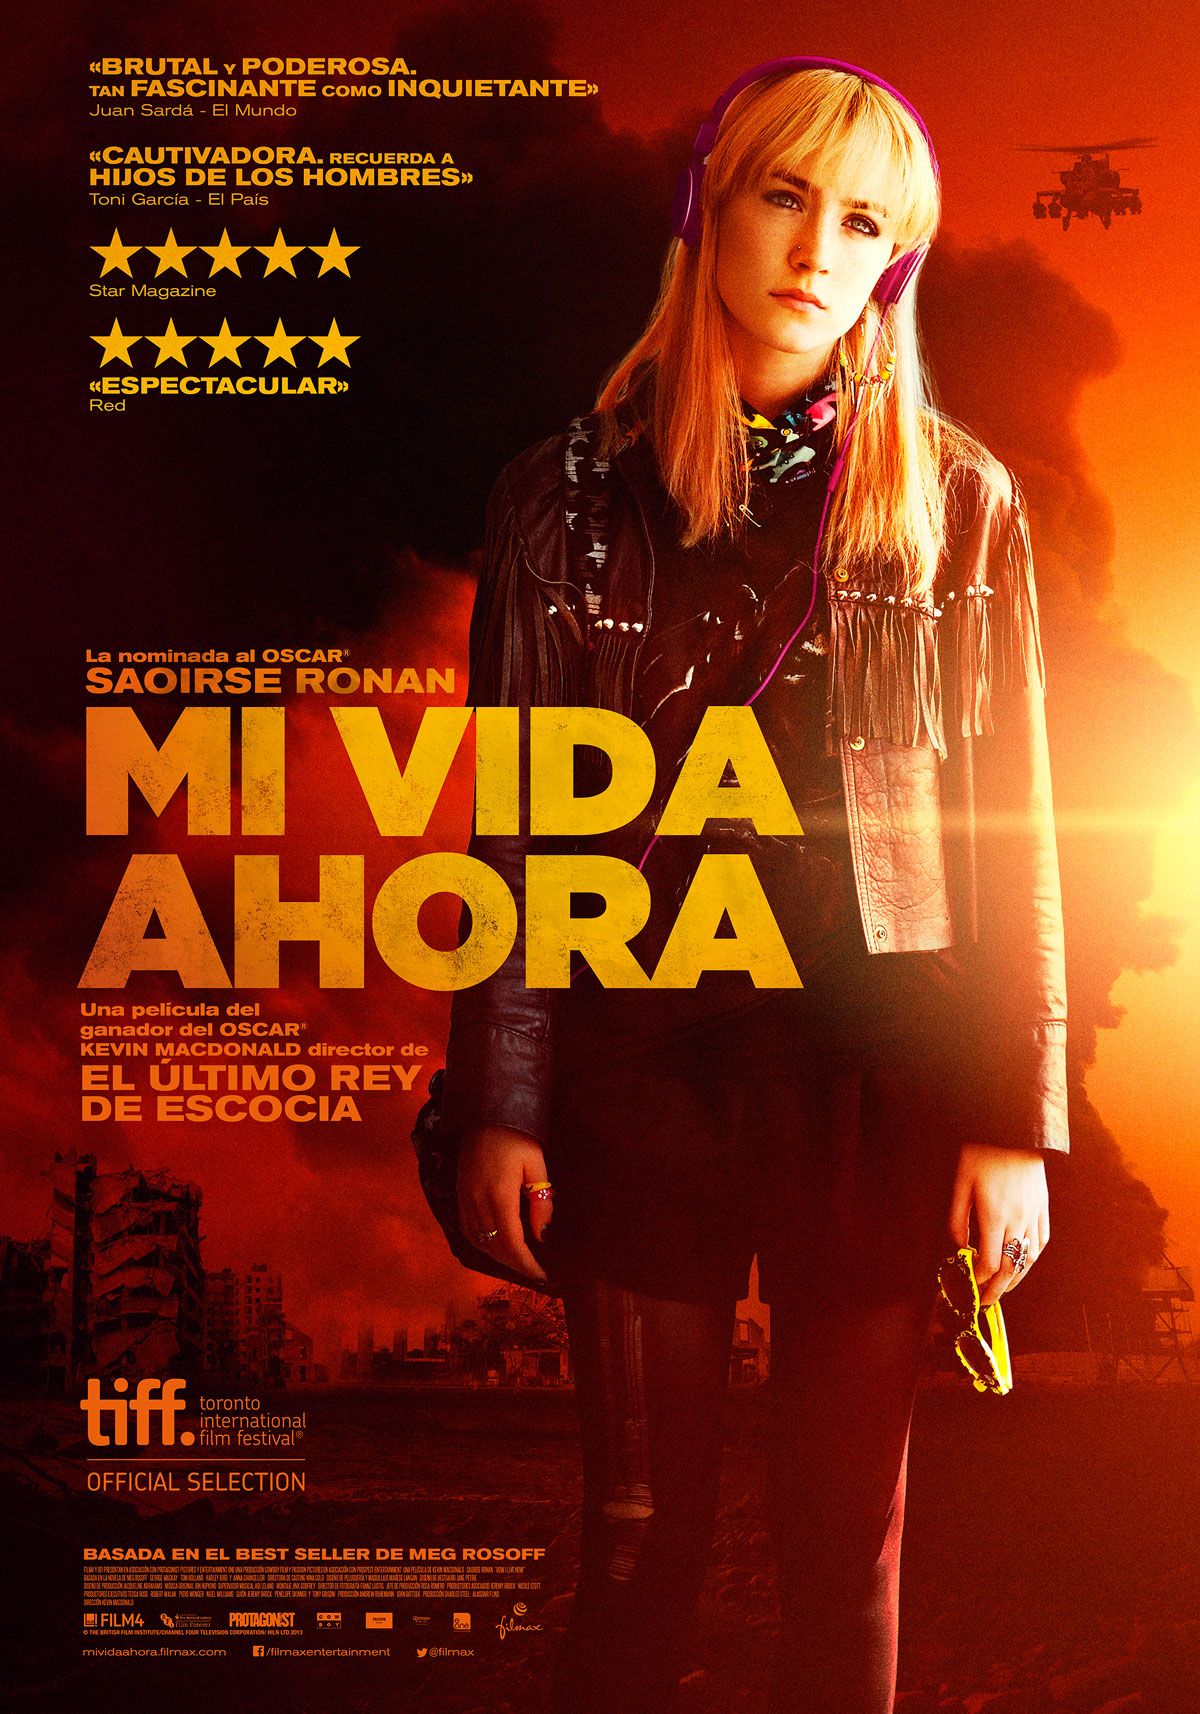 «BRUTAL Y PODEROSA.
TAN FASCINANTE COMO INQUIETANTE»
Juan Sardá - El Mundo
«CAUTIVADORA. RECUERDA A
HIJOS DE LOS HOMBRES»
Toni García - El País
Star Magazine
«ESPECTACULAR»
Red
La nominada al OSCAR®
SAOIRSE RONAN
MI VIDA
AHORA
Una película del
ganador del OSCAR®
KEVIN MACDONALD director de
EL ÚLTIMO REY
DE ESCOCIA
tiff. toronto
international
film festival®
OFFICIAL SELECTION
BASADA EN EL BEST SELLER DE MEG ROSOFF
FILM4 Film Forever PROTAGONIST COW BOY filmax
© THE BRITISH FILM INSTITUTE/CHANNEL FOUR TELEVISION CORPORATION/ HILN LTD 2013
mividaahora.filmax.com /filmaxentertainment @filmax